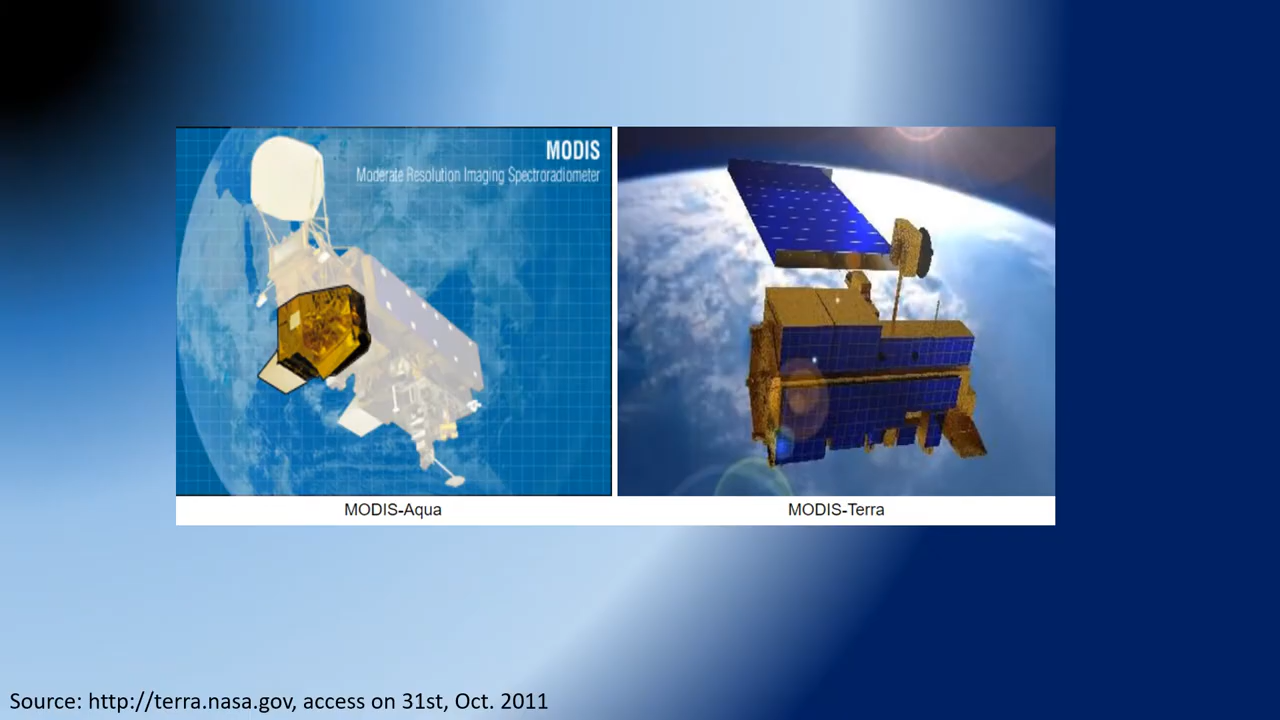 MODIS
Moderate Resolution Imaging Spectroradiometer
MODIS-Aqua
MODIS-Terra
Source: http://terra.nasa.gov, access on 31st, Oct. 2011